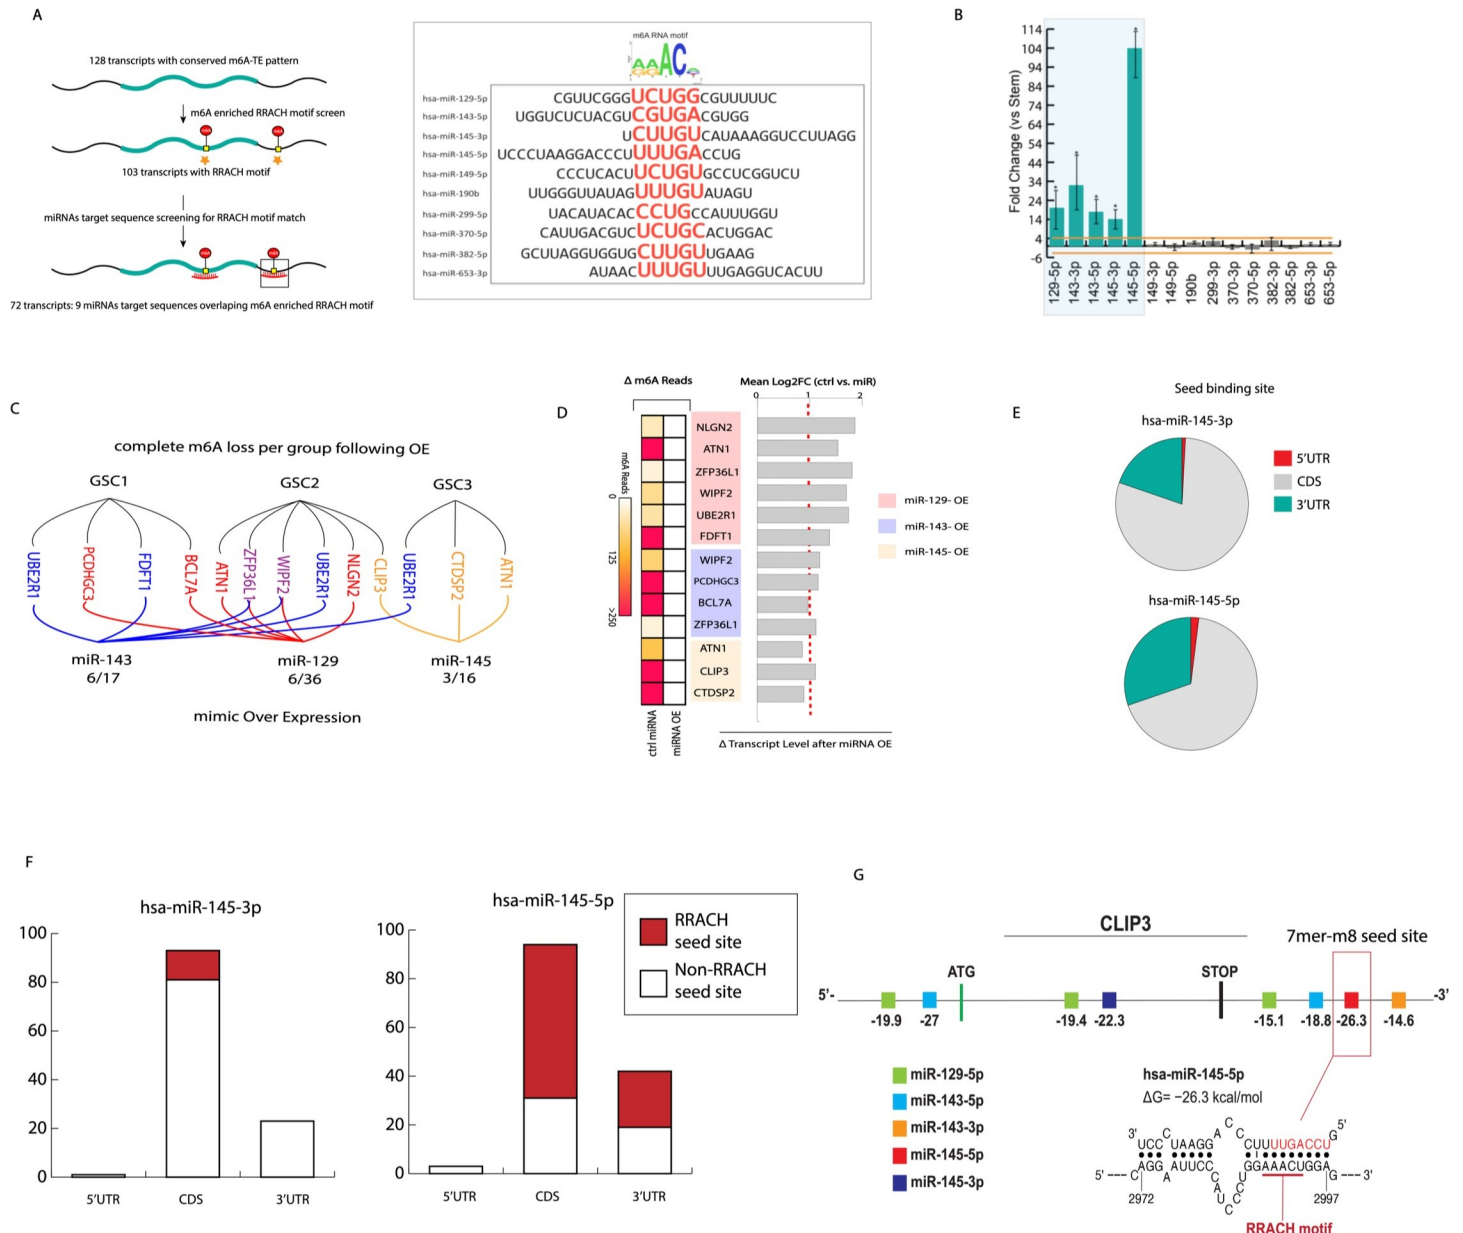 A
128 transcripts with conserved m6A-TE pattern
m6A enriched RRACH motif screen
103 transcripts with RRACH motif
miRNAs target sequence screening for RRACH motif match
72 transcripts: 9 miRNAs target sequences overlaping m6A enriched RRACH motif
m6A RNA motif
hsa-miR-129-5p CGUUCGGGUCUGGCGUUUUUC
hsa-miR-143-5p UGGUCUCUACGUCGUGACGUGG
hsa-miR-145-3p UCUUGUCAUAAAGGUCCUUAGG
hsa-miR-145-5p UCCCUAAGGACCCUUUUGACCUG
hsa-miR-149-5p CCCUCACUUCUGUGCCUCGGUCU
hsa-miR-190b UUGGGUUAUAGUUUGUAUAGU
hsa-miR-299-5p UACAUACACCCUGCCAUUUGGU
hsa-miR-370-5p CAUUGACGUCUCUGCACUGGAC
hsa-miR-382-5p GCUUAGGUGGUGCUUGUUGAAG
hsa-miR-653-3p AUAACUUUGUUUGAGGUCACUU
B
Fold Change (vs Stem)
114
104
94
84
74
64
54
44
34
24
14
4
-6
129-5p
143-3p
143-5p
145-3p
145-5p
149-3p
149-5p
190b
299-3p
370-3p
370-5p
382-3p
382-5p
653-3p
653-5p
C
complete m6A loss per group following OE
GSC1
GSC2
GSC3
UBE2R1
PCDHGC3
FDFT1
BCL7A
ATN1
ZFP36L1
WIPF2
UBE2R1
NLGN2
CLIP3
UBE2R1
CTDSP2
ATN1
miR-143
6/17
miR-129
6/36
miR-145
3/16
mimic Over Expression
D
Δ m6A Reads
Mean Log2FC (ctrl vs. miR)
0 1 2
m6A Reads
0
125
>250
NLGN2
ATN1
ZFP36L1
WIPF2
UBE2R1
FDFT1
WIPF2
PCDHGC3
BCL7A
ZFP36L1
ATN1
CLIP3
CTDSP2
ctrl miRNA
miRNA OE
Δ Transcript Level after miRNA OE
miR-129- OE
miR-143- OE
miR-145- OE
E
Seed binding site
hsa-miR-145-3p
5'UTR
CDS
3'UTR
hsa-miR-145-5p
F
hsa-miR-145-3p
100
80
60
40
20
0
5'UTR
CDS
3'UTR
hsa-miR-145-5p
100
80
60
40
20
0
5'UTR
CDS
3'UTR
RRACH
seed site
Non-RRACH
seed site
G
CLIP3
7mer-m8 seed site
ATG
STOP
5'-
-3'
-19.9
-27
-19.4
-22.3
-15.1
-18.8
-26.3
-14.6
miR-129-5p
miR-143-5p
miR-143-3p
miR-145-5p
miR-145-3p
hsa-miR-145-5p
ΔG= −26.3 kcal/mol
3' UCC C UAAGG A C C CUUUUGACCU G 5'
5' C AGG A AUUCC C A U C C U GGAAACUGGA G 3'
2972
2997
RRACH motif